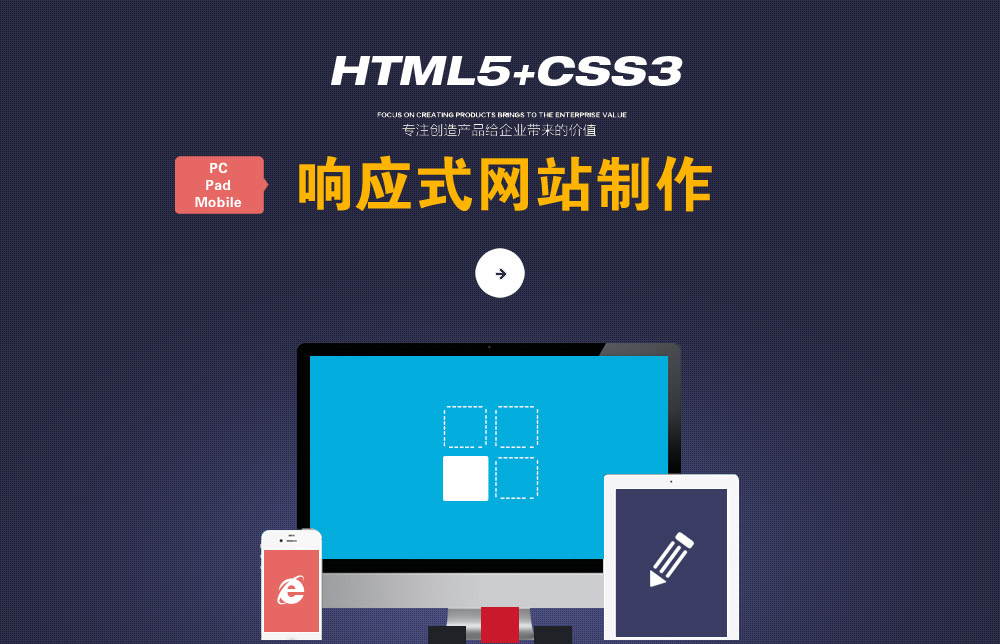 HTML5+CSS3
FOCUS ON CREATING PRODUCTS BRINGS TO THE ENTERPRISE VALUE
专注创造产品给企业带来的价值
PC
Pad
Mobile
响应式网站制作